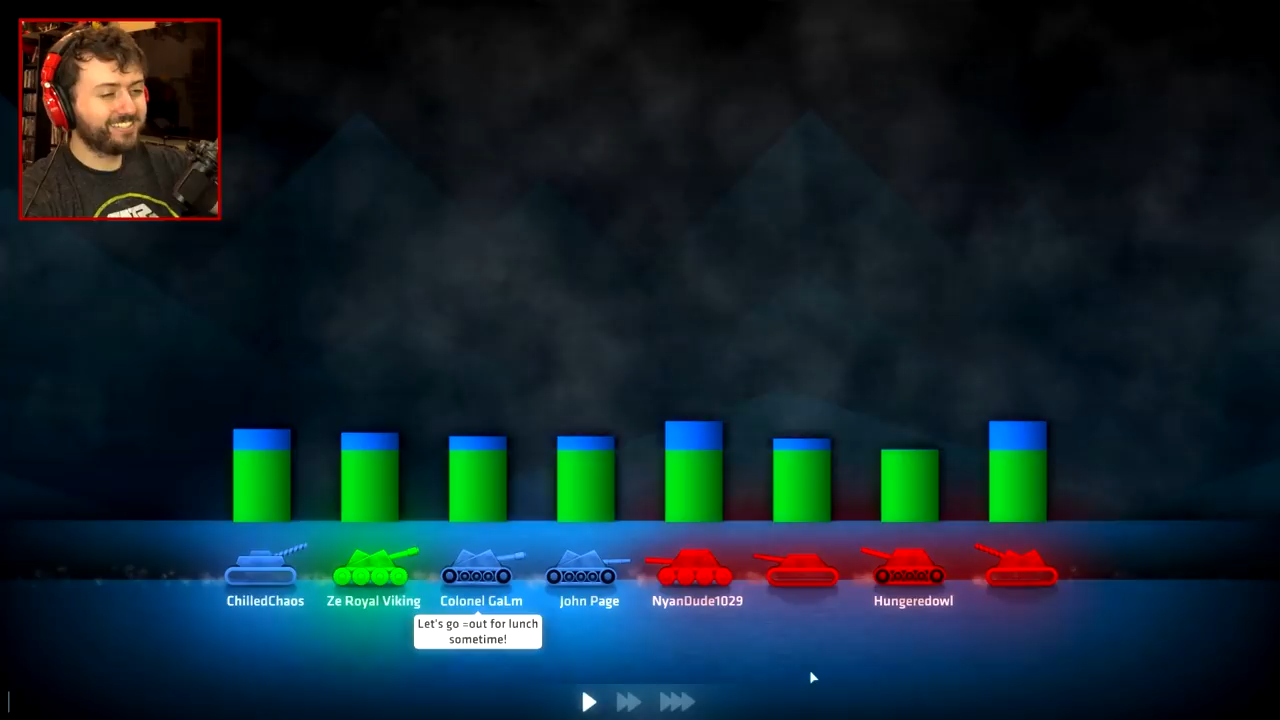 ChilledChaos
Ze Royal Viking
Colonel GaLm
John Page
NyanDude1029
Hungeredowl
Let's go =out for lunch
sometime!